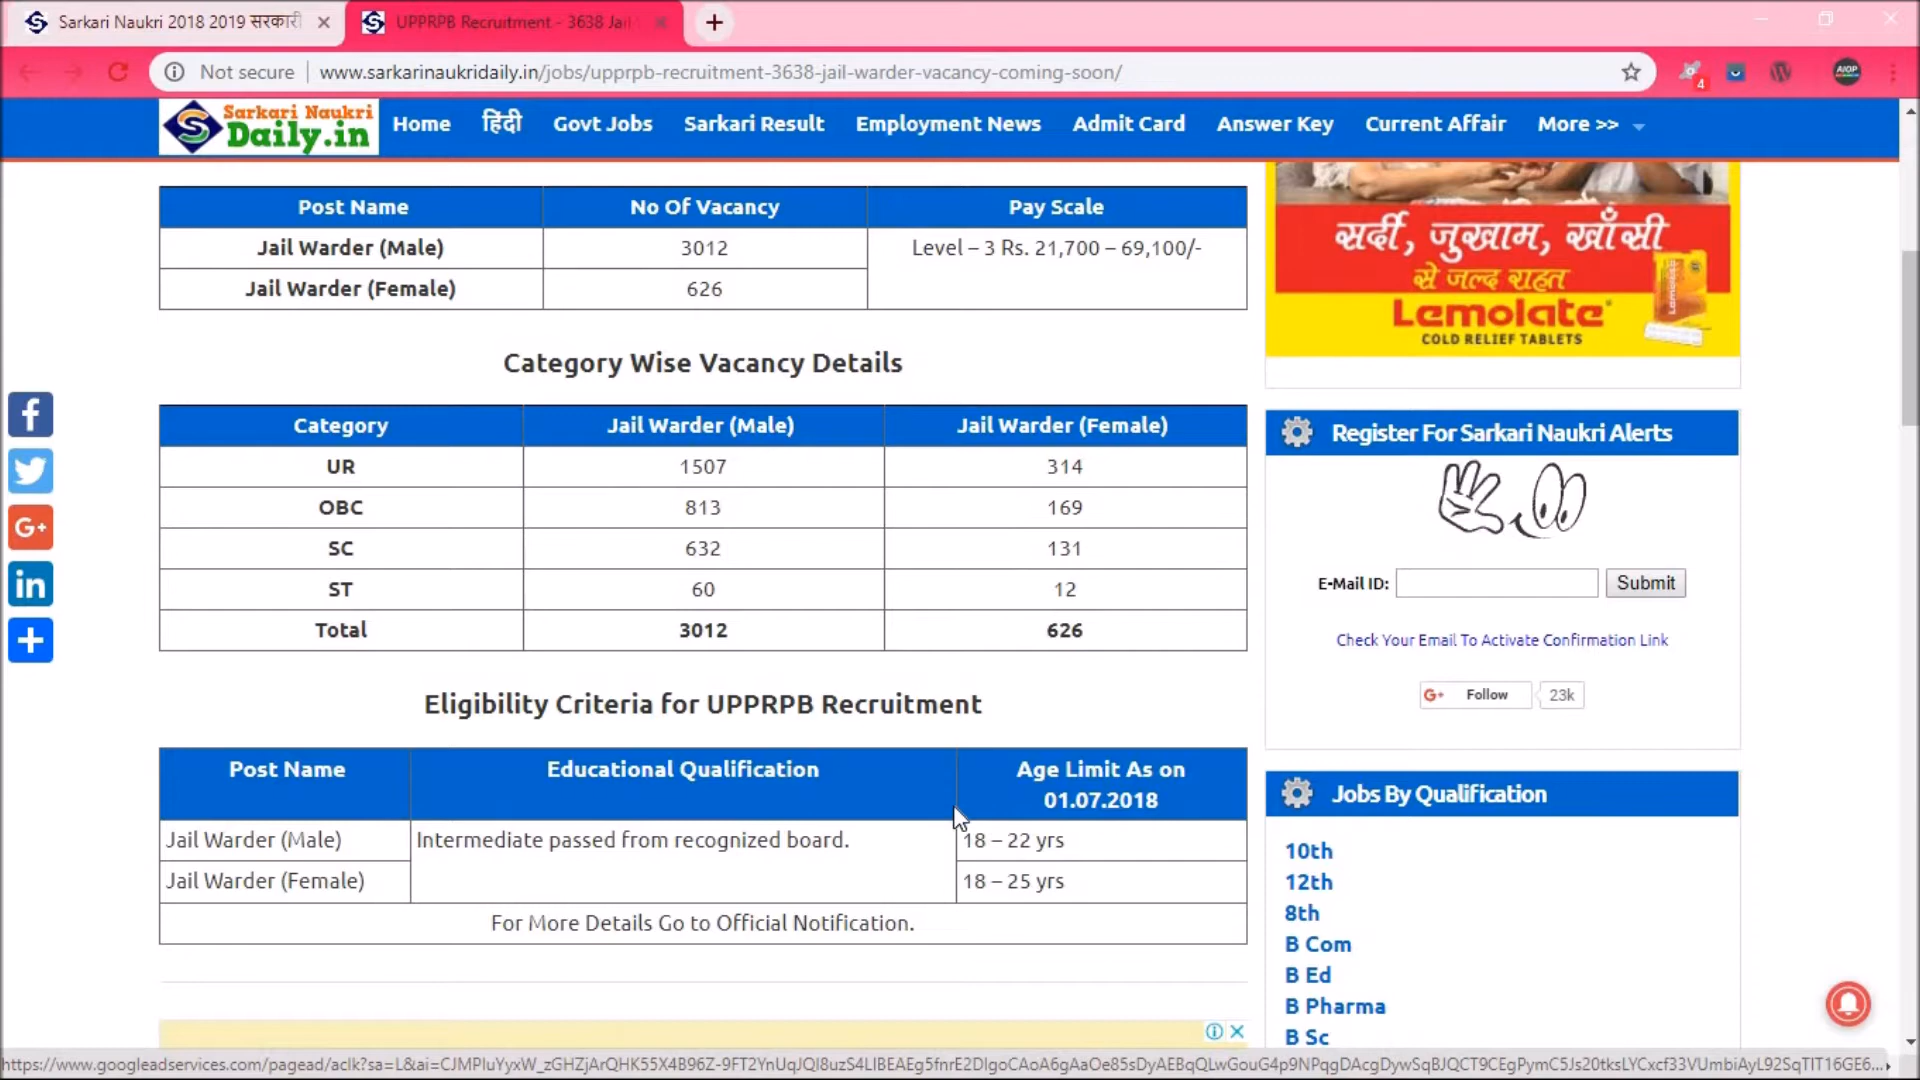 Sarkari Naukri 2018 2019 सरकारी
UPPRPB Recruitment - 3638 Jail
Not secure
www.sarkarinaukridaily.in/jobs/upprpb-recruitment-3638-jail-warder-vacancy-coming-soon/
4
AIOP
Sarkari Naukri
Daily.in
Home
हिंदी
Govt Jobs
Sarkari Result
Employment News
Admit Card
Answer Key
Current Affair
More >>
Post Name
No Of Vacancy
Pay Scale
Jail Warder (Male)
3012
Level – 3 Rs. 21,700 – 69,100/-
Jail Warder (Female)
626
Category Wise Vacancy Details
Category
Jail Warder (Male)
Jail Warder (Female)
UR
1507
314
OBC
813
169
SC
632
131
ST
60
12
Total
3012
626
Eligibility Criteria for UPPRPB Recruitment
Post Name
Educational Qualification
Age Limit As on
01.07.2018
Jail Warder (Male)
Intermediate passed from recognized board.
18 – 22 yrs
Jail Warder (Female)
18 – 25 yrs
For More Details Go to Official Notification.
सर्दी, जुखाम, खाँसी
से जल्द राहत
Lemolate
COLD RELIEF TABLETS
Register For Sarkari Naukri Alerts
E-Mail ID:
Submit
Check Your Email To Activate Confirmation Link
G+ Follow
23k
Jobs By Qualification
10th
12th
8th
B Com
B Ed
B Pharma
B Sc